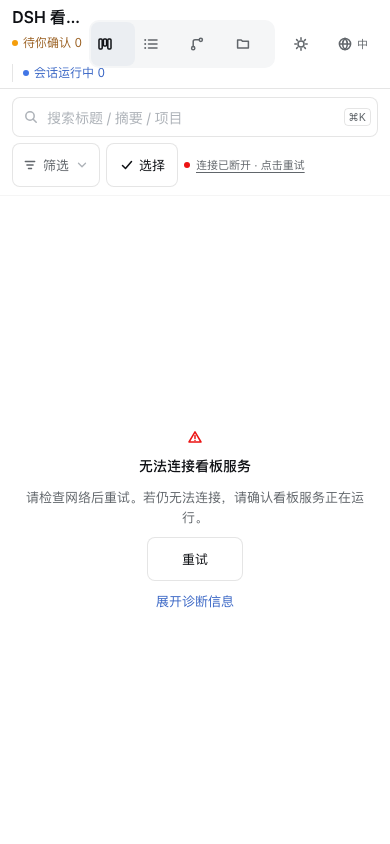 DSH 看...
待你确认 0
中
会话运行中 0
搜索标题 / 摘要 / 项目
⌘K
筛选
选择
连接已断开 · 点击重试
无法连接看板服务
请检查网络后重试。若仍无法连接，请确认看板服务正在运
行。
重试
展开诊断信息